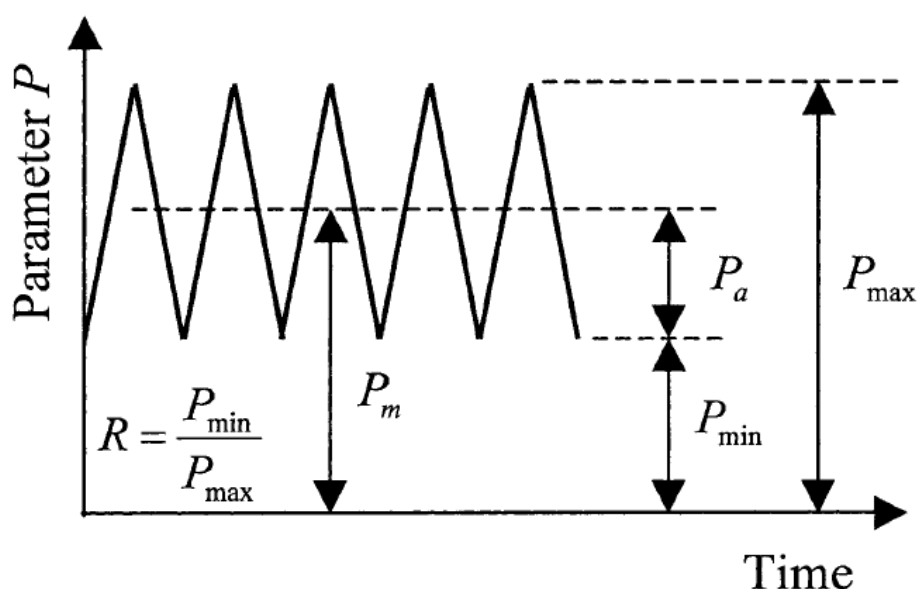 Parameter P
P_a
P_max
P_m
P_min
R = P_min / P_max
Time